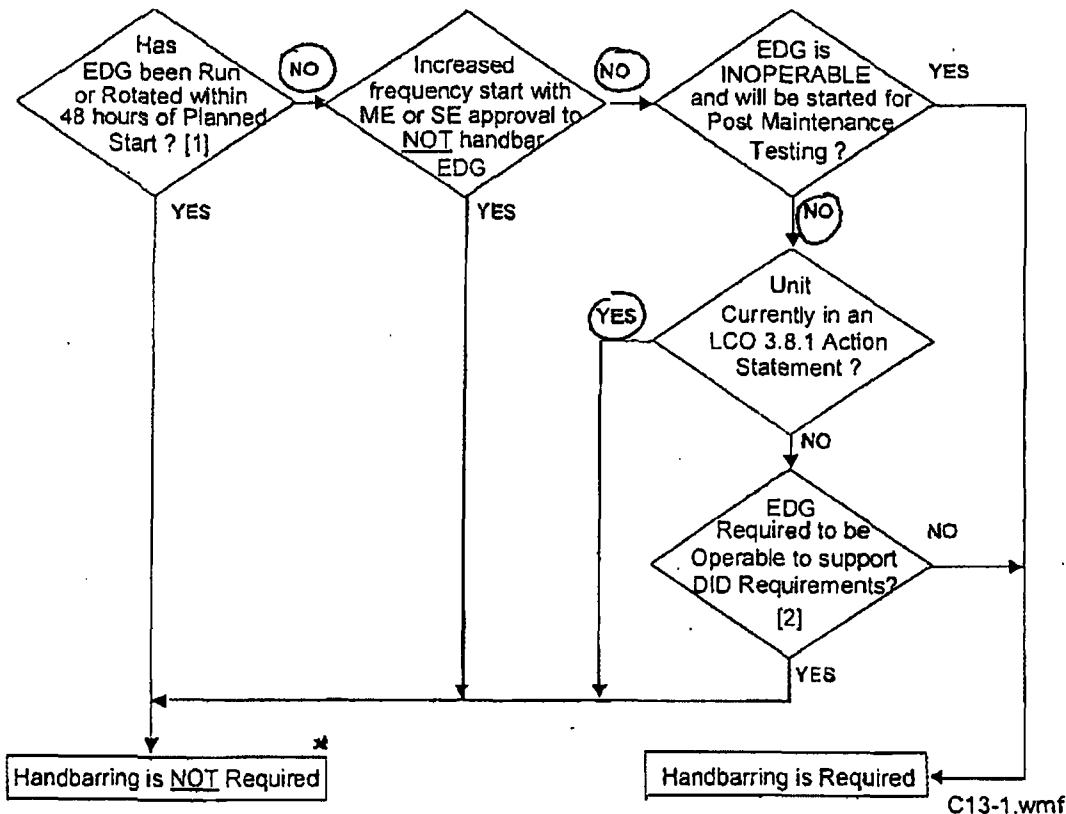 Has
EDG been Run
or Rotated within
48 hours of Planned
Start ? [1]
NO
YES
Increased
frequency start with
ME or SE approval to
NOT handbar
EDG
NO
YES
EDG is
INOPERABLE
and will be started for
Post Maintenance
Testing ?
YES
NO
Unit
Currently in an
LCO 3.8.1 Action
Statement ?
YES
NO
EDG
Required to be
Operable to support
DID Requirements?
[2]
NO
YES
Handbarring is NOT Required
Handbarring is Required
C13-1.wmf